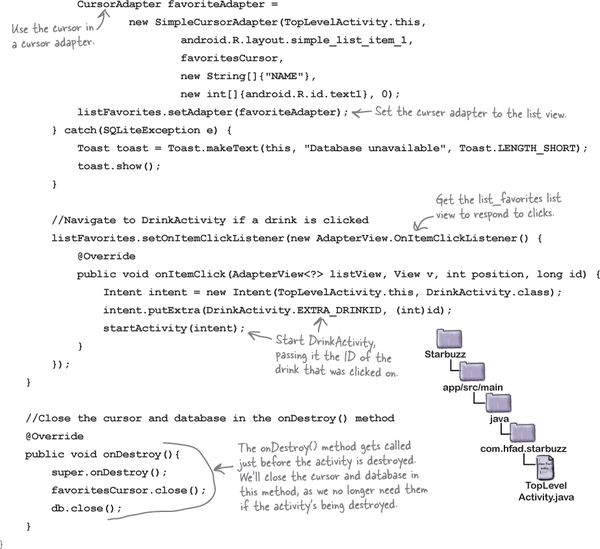 CursorAdapter favoriteAdapter =
Use the cursor in
a cursor adapter.
new SimpleCursorAdapter(TopLevelActivity.this,
android.R.layout.simple_list_item_1,
favoritesCursor,
new String[]{"NAME"},
new int[]{android.R.id.text1}, 0);
listFavorites.setAdapter(favoriteAdapter);
Set the curser adapter to the list view.
} catch(SQLiteException e) {
Toast toast = Toast.makeText(this, "Database unavailable", Toast.LENGTH_SHORT);
toast.show();
}
Get the list_favorites list
view to respond to clicks.
//Navigate to DrinkActivity if a drink is clicked
listFavorites.setOnItemClickListener(new AdapterView.OnItemClickListener() {
@Override
public void onItemClick(AdapterView<?> listView, View v, int position, long id) {
Intent intent = new Intent(TopLevelActivity.this, DrinkActivity.class);
intent.putExtra(DrinkActivity.EXTRA_DRINKID, (int)id);
startActivity(intent);
Start DrinkActivity,
passing it the ID of the
drink that was clicked on.
}
});
}
Starbuzz
app/src/main
java
com.hfad.starbuzz
TopLevel
Activity.java
//Close the cursor and database in the onDestroy() method
@Override
public void onDestroy(){
super.onDestroy();
favoritesCursor.close();
db.close();
}
The onDestroy() method gets called
just before the activity is destroyed.
We'll close the cursor and database in
this method, as we no longer need them
if the activity's being destroyed.
}